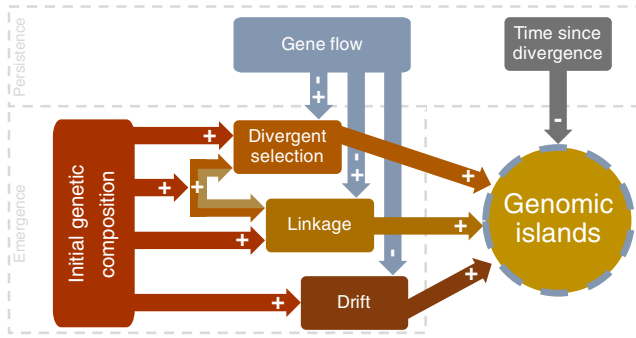 Persistence
Gene flow
Time since
divergence
-
+
-
Emergence
Initial genetic
composition
+
Divergent
selection
+
+
-
+
+
Linkage
+
Genomic
islands
+
-
+
Drift
+